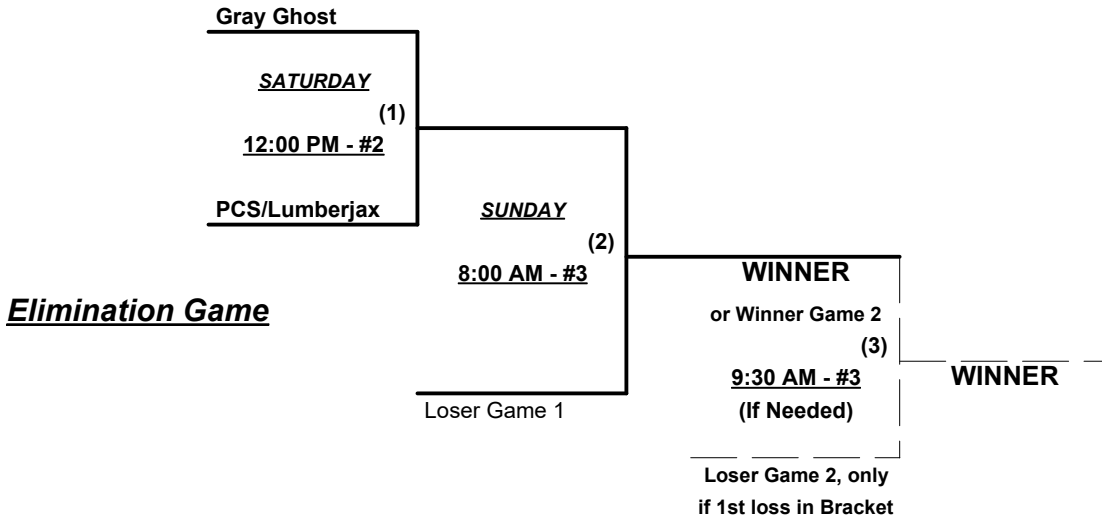 Gray Ghost
SATURDAY
(1)
12:00 PM - #2
PCS/Lumberjax
SUNDAY
(2)
8:00 AM - #3
WINNER
Elimination Game
or Winner Game 2
(3)
9:30 AM - #3
WINNER
(If Needed)
Loser Game 1
Loser Game 2, only
if 1st loss in Bracket